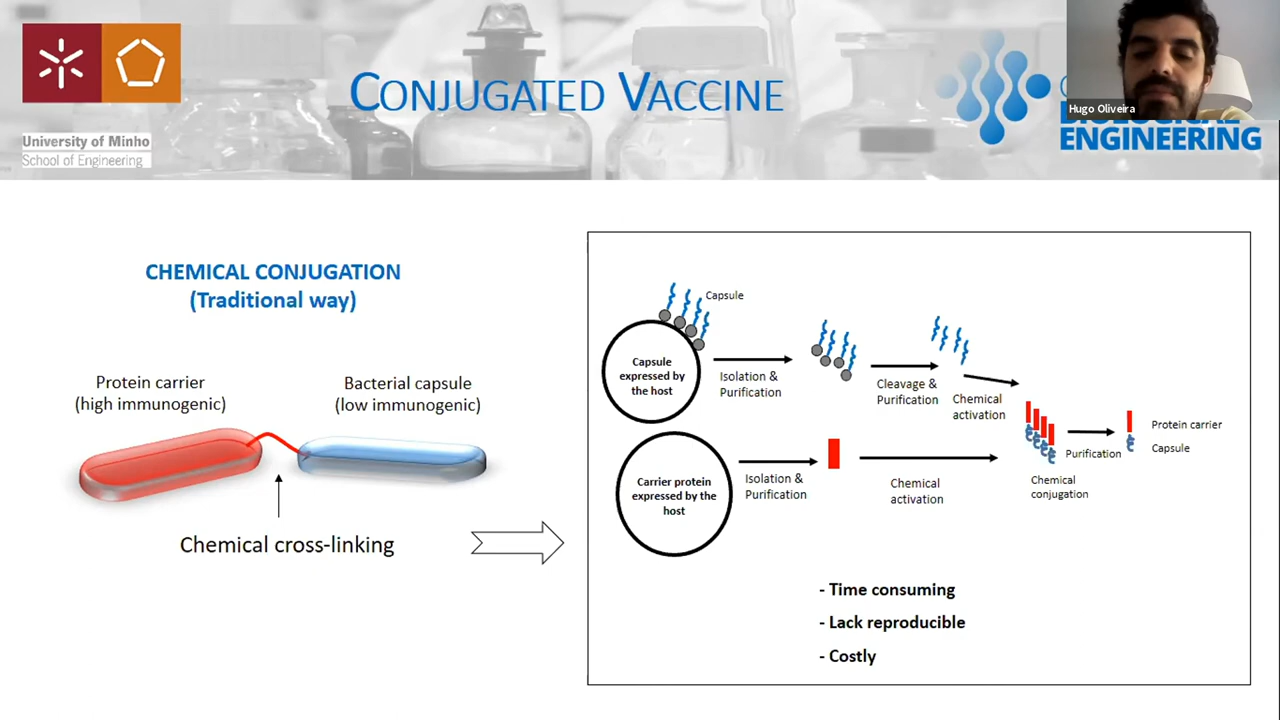 CONJUGATED VACCINE
Hugo Oliveira
ENGINEERING
University of Minho
School of Engineering
CHEMICAL CONJUGATION
(Traditional way)
Protein carrier
(high immunogenic)
Bacterial capsule
(low immunogenic)
Chemical cross-linking
Capsule
Capsule
expressed by
the host
Isolation &
Purification
Cleavage &
Purification
Chemical
activation
Protein carrier
Capsule
Purification
Carrier protein
expressed by the
host
Isolation &
Purification
Chemical
activation
Chemical
conjugation
- Time consuming
- Lack reproducible
- Costly